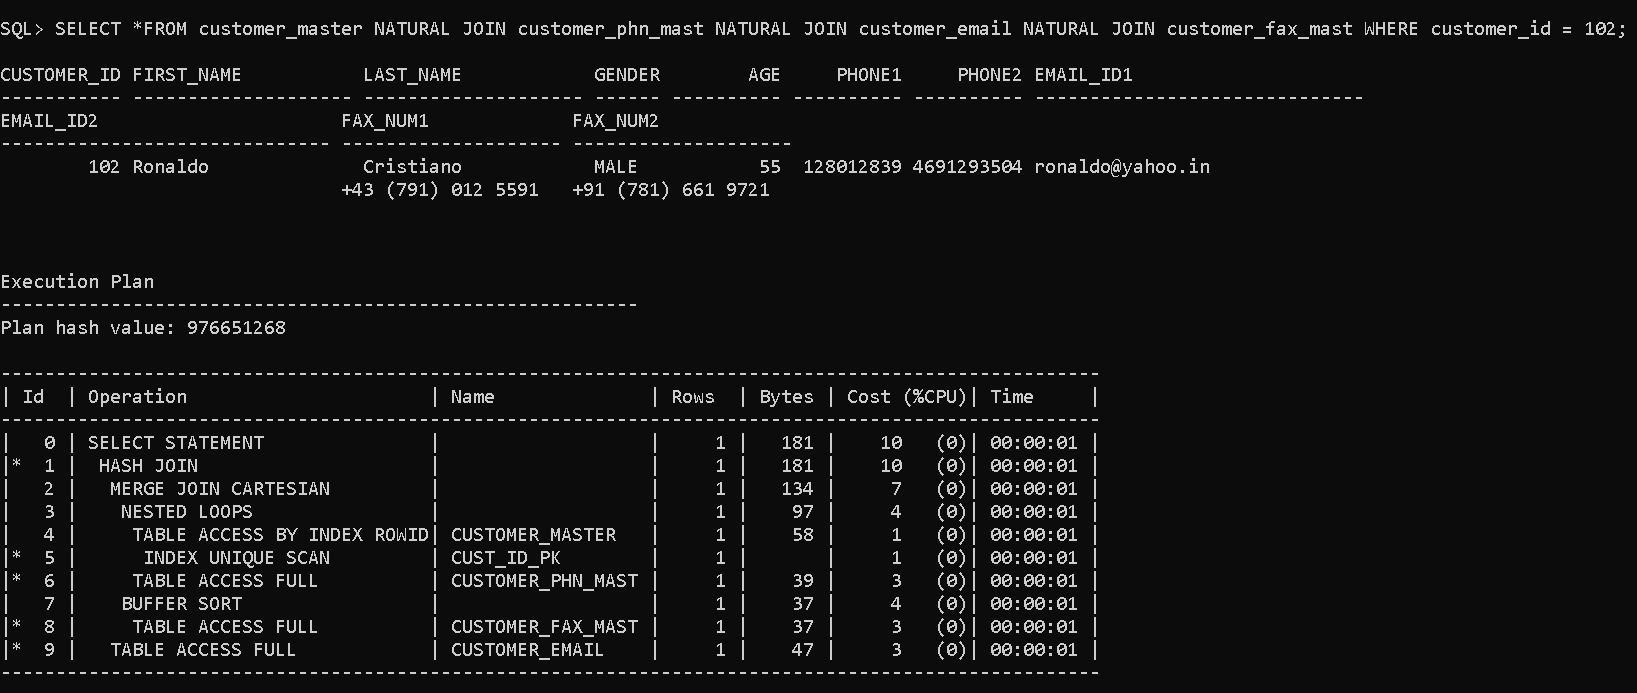 SQL> SELECT *FROM customer_master NATURAL JOIN customer_phn_mast NATURAL JOIN customer_email NATURAL JOIN customer_fax_mast WHERE customer_id = 102;
CUSTOMER_ID FIRST_NAME           LAST_NAME            GENDER        AGE     PHONE1     PHONE2 EMAIL_ID1
----------- -------------------- -------------------- ------ ---------- ---------- ---------- ------------------------------
EMAIL_ID2                      FAX_NUM1             FAX_NUM2
------------------------------ -------------------- --------------------
        102 Ronaldo              Cristiano            MALE           55  128012839 4691293504 ronaldo@yahoo.in
                               +43 (791) 012 5591   +91 (781) 661 9721
Execution Plan
----------------------------------------------------------
Plan hash value: 976651268
----------------------------------------------------------------------------------------------------
| Id  | Operation                      | Name              | Rows  | Bytes | Cost (%CPU)| Time     |
----------------------------------------------------------------------------------------------------
|   0 | SELECT STATEMENT               |                   |     1 |   181 |    10   (0)| 00:00:01 |
|*  1 |  HASH JOIN                     |                   |     1 |   181 |    10   (0)| 00:00:01 |
|   2 |   MERGE JOIN CARTESIAN         |                   |     1 |   134 |     7   (0)| 00:00:01 |
|   3 |    NESTED LOOPS                |                   |     1 |    97 |     4   (0)| 00:00:01 |
|   4 |     TABLE ACCESS BY INDEX ROWID| CUSTOMER_MASTER   |     1 |    58 |     1   (0)| 00:00:01 |
|*  5 |      INDEX UNIQUE SCAN         | CUST_ID_PK        |     1 |       |     1   (0)| 00:00:01 |
|*  6 |     TABLE ACCESS FULL          | CUSTOMER_PHN_MAST |     1 |    39 |     3   (0)| 00:00:01 |
|   7 |    BUFFER SORT                 |                   |     1 |    37 |     4   (0)| 00:00:01 |
|*  8 |     TABLE ACCESS FULL          | CUSTOMER_FAX_MAST |     1 |    37 |     3   (0)| 00:00:01 |
|*  9 |   TABLE ACCESS FULL            | CUSTOMER_EMAIL    |     1 |    47 |     3   (0)| 00:00:01 |
----------------------------------------------------------------------------------------------------